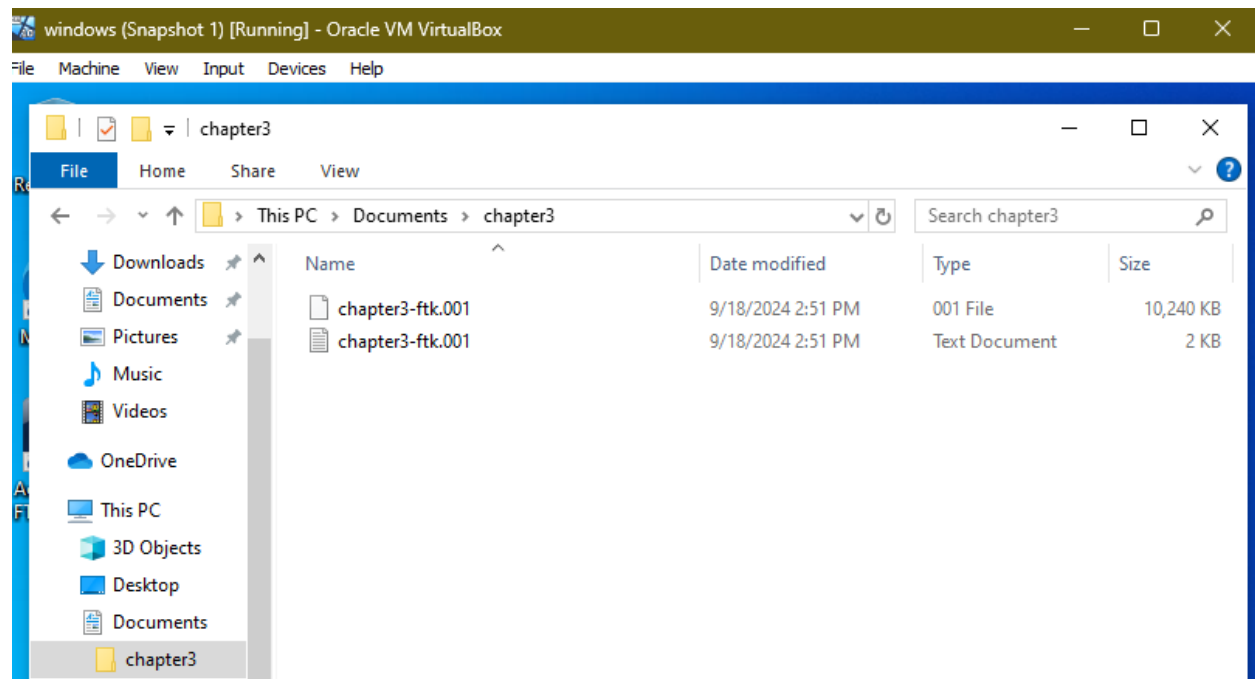 windows (Snapshot 1) [Running] - Oracle VM VirtualBox
File Machine View Input Devices Help
chapter3
File Home Share View
This PC > Documents > chapter3
Search chapter3
Name Date modified Type Size
chapter3-ftk.001 9/18/2024 2:51 PM 001 File 10,240 KB
chapter3-ftk.001 9/18/2024 2:51 PM Text Document 2 KB
Downloads
Documents
Pictures
Music
Videos
OneDrive
This PC
3D Objects
Desktop
Documents
chapter3